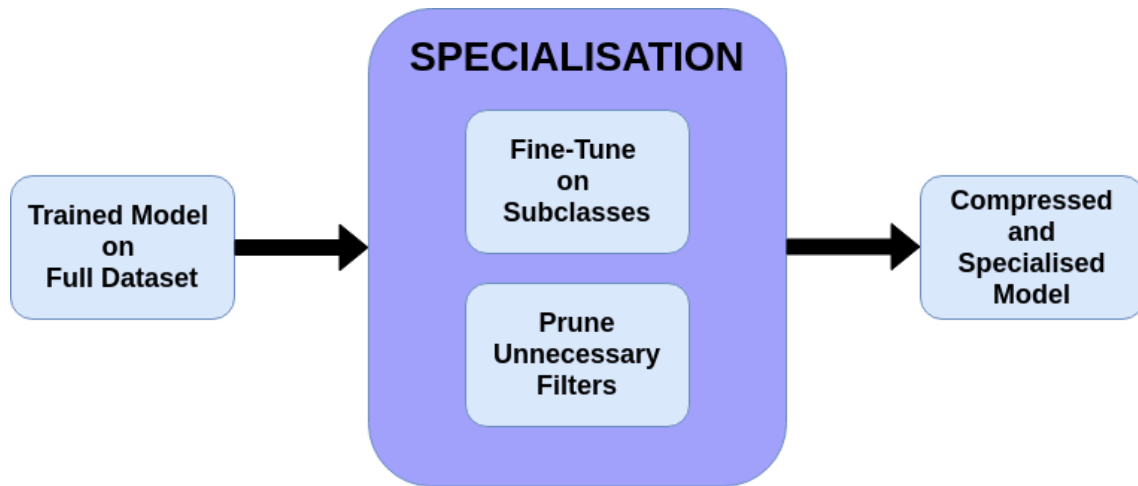 Trained Model
on
Full Dataset
SPECIALISATION
Fine-Tune
on
Subclasses
Prune
Unnecessary
Filters
Compressed
and
Specialised
Model